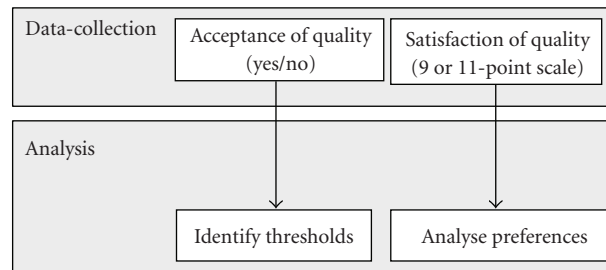 Data-collection
Acceptance of quality
(yes/no)
Satisfaction of quality
(9 or 11-point scale)
Analysis
Identify thresholds
Analyse preferences